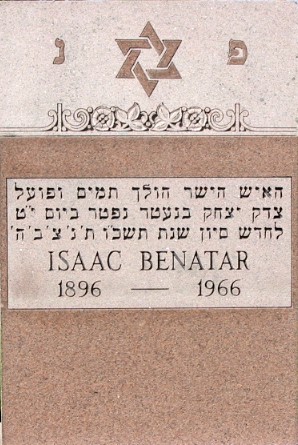 פ נ
האיש הישר הולך תמים ופועל
צדק יצחק בנעטר נפטר ביום י"ט
לחדש סיון שנת תשכ"ו ת'נ'צ'ב'ה'
ISAAC BENATAR
1896 — 1966